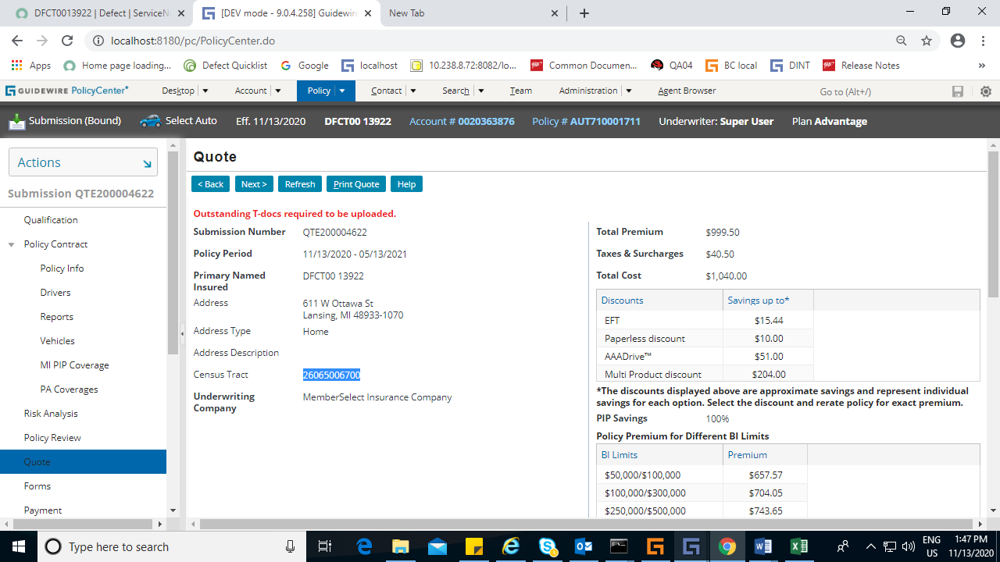 DFCT0013922 | Defect | ServiceN
[DEV mode - 9.0.4.258] Guidewire
New Tab
localhost:8180/pc/PolicyCenter.do
Apps
Home page loading...
Defect Quicklist
Google
localhost
10.238.8.72:8082/lo...
Common Documen...
QA04
BC local
DINT
Release Notes
»
GUIDEWIRE PolicyCenter
Desktop
Account
Policy
Contact
Search
Team
Administration
Agent Browser
Go to (Alt+/)
Submission (Bound)
Select Auto
Eff. 11/13/2020
DFCT00 13922
Account # 0020363876
Policy # AUT710001711
Underwriter: Super User
Plan Advantage
Actions
Submission QTE200004622
Qualification
Policy Contract
Policy Info
Drivers
Reports
Vehicles
MI PIP Coverage
PA Coverages
Risk Analysis
Policy Review
Quote
Forms
Payment
Quote
< Back
Next >
Refresh
Print Quote
Help
Outstanding T-docs required to be uploaded.
Submission Number QTE200004622
Policy Period 11/13/2020 - 05/13/2021
Primary Named Insured DFCT00 13922
Address 611 W Ottawa St
Lansing, MI 48933-1070
Address Type Home
Address Description
Census Tract 26065006700
Underwriting Company MemberSelect Insurance Company
Total Premium $999.50
Taxes & Surcharges $40.50
Total Cost $1,040.00
Discounts Savings up to*
EFT $15.44
Paperless discount $10.00
AAADrive™ $51.00
Multi Product discount $204.00
*The discounts displayed above are approximate savings and represent individual
savings for each option. Select the discount and rerate policy for exact premium.
PIP Savings 100%
Policy Premium for Different BI Limits
BI Limits Premium
$50,000/$100,000 $657.57
$100,000/$300,000 $704.05
$250,000/$500,000 $743.65
Type here to search
ENG
US
1:47 PM
11/13/2020